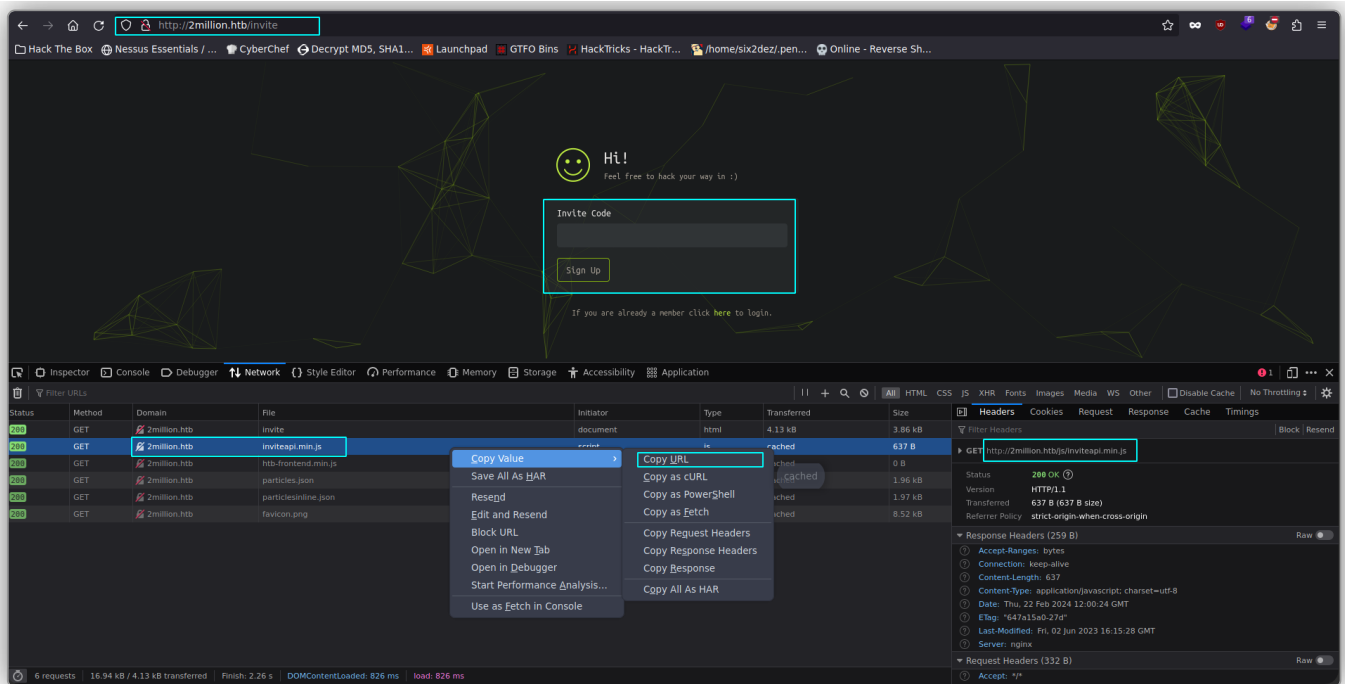 http://2million.htb/invite
Hack The Box Nessus Essentials / ... CyberChef Decrypt MD5, SHA1... Launchpad GTFO Bins HackTricks - HackTr... /home/six2dez/.pen... Online - Reverse Sh...
Hi!
Feel free to hack your way in :)
Invite Code
Sign Up
If you are already a member click here to login.
Inspector Console Debugger Network Style Editor Performance Memory Storage Accessibility Application 1
Filter URLs All HTML CSS JS XHR Fonts Images Media WS Other Disable Cache No Throttling
Status Method Domain File Initiator Type Transferred Size
200 GET 2million.htb invite document html 4.13 kB 3.86 kB
200 GET 2million.htb inviteapi.min.js script js cached 637 B
200 GET 2million.htb htb-frontend.min.js cached 0 B
200 GET 2million.htb particles.json 1.96 kB
200 GET 2million.htb particlesinline.json cached 1.97 kB
200 GET 2million.htb favicon.png cached 8.52 kB
Copy Value
Save All As HAR
Resend
Edit and Resend
Block URL
Open in New Tab
Open in Debugger
Start Performance Analysis...
Use as Fetch in Console
Copy URL
Copy as cURL
Copy as PowerShell
Copy as Fetch
Copy Request Headers
Copy Response Headers
Copy Response
Copy All As HAR
cached
Headers Cookies Request Response Cache Timings
Filter Headers Block Resend
GET http://2million.htb/js/inviteapi.min.js
Status 200 OK
Version HTTP/1.1
Transferred 637 B (637 B size)
Referrer Policy strict-origin-when-cross-origin
Response Headers (259 B) Raw
Accept-Ranges: bytes
Connection: keep-alive
Content-Length: 637
Content-Type: application/javascript; charset=utf-8
Date: Thu, 22 Feb 2024 12:00:24 GMT
ETag: "647a15a0-27d"
Last-Modified: Fri, 02 Jun 2023 16:15:28 GMT
Server: nginx
Request Headers (332 B) Raw
Accept: */*
6 requests 16.94 kB / 4.13 kB transferred Finish: 2.26 s DOMContentLoaded: 826 ms load: 826 ms